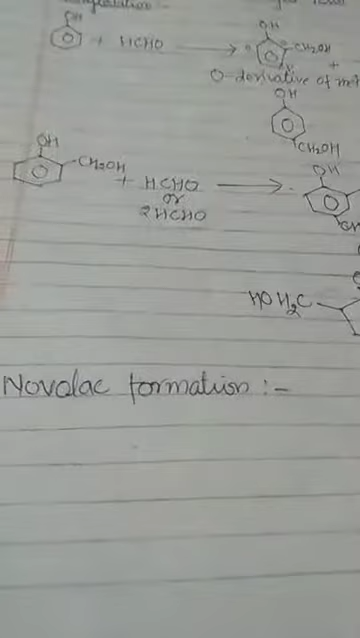 OH OH
+ HCHO → CH2OH
+
O-derivative of
OH
CH2OH
OH OH
CH2OH + HCHO →
or
2HCHO
HOH2C
Novolac formation :-